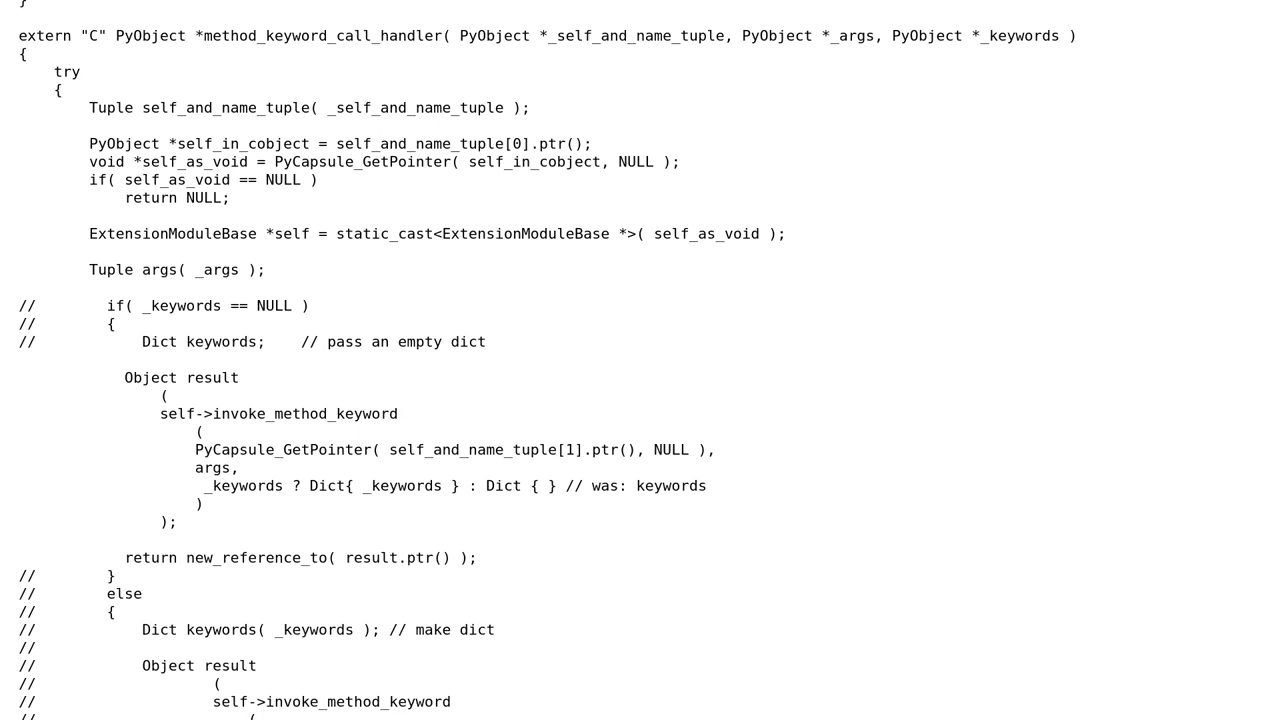 }

extern "C" PyObject *method_keyword_call_handler( PyObject *_self_and_name_tuple, PyObject *_args, PyObject *_keywords )
{
    try
    {
        Tuple self_and_name_tuple( _self_and_name_tuple );

        PyObject *self_in_cobject = self_and_name_tuple[0].ptr();
        void *self_as_void = PyCapsule_GetPointer( self_in_cobject, NULL );
        if( self_as_void == NULL )
            return NULL;

        ExtensionModuleBase *self = static_cast<ExtensionModuleBase *>( self_as_void );

        Tuple args( _args );

//        if( _keywords == NULL )
//        {
//            Dict keywords;    // pass an empty dict

            Object result
                (
                self->invoke_method_keyword
                    (
                    PyCapsule_GetPointer( self_and_name_tuple[1].ptr(), NULL ),
                    args,
                     _keywords ? Dict{ _keywords } : Dict { } // was: keywords
                    )
                );

            return new_reference_to( result.ptr() );
//        }
//        else
//        {
//            Dict keywords( _keywords ); // make dict
//
//            Object result
//                    (
//                    self->invoke_method_keyword
//                        (